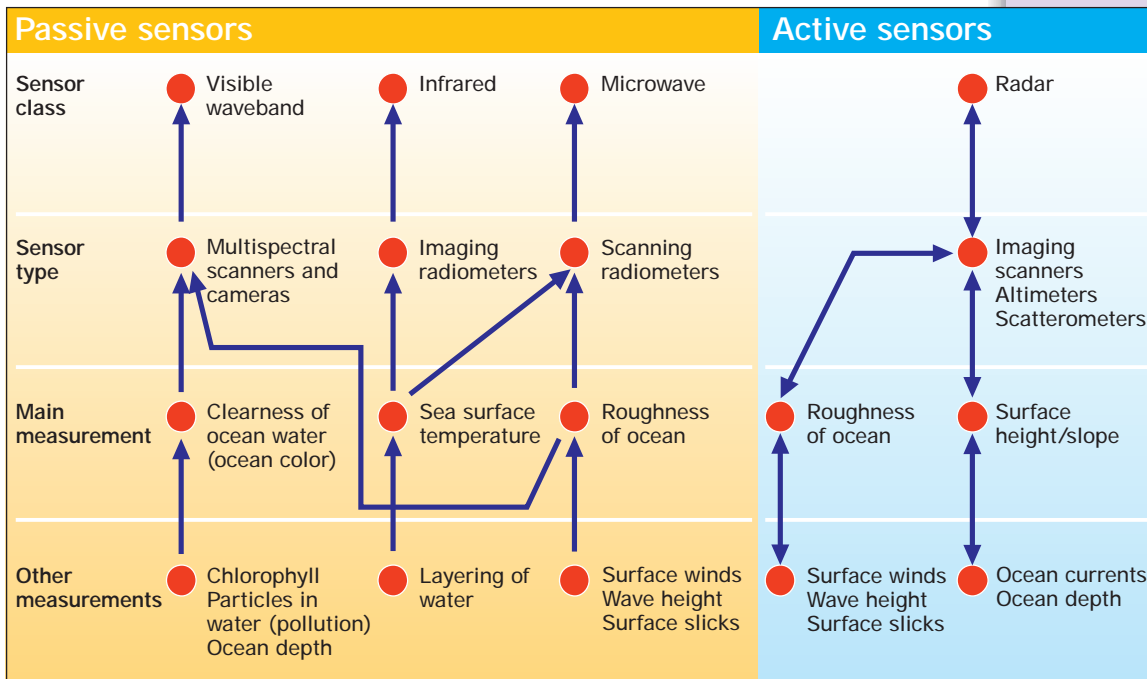 Passive sensors
Active sensors
Sensor
class
Visible
waveband
Infrared
Microwave
Radar
Sensor
type
Multispectral
scanners and
cameras
Imaging
radiometers
Scanning
radiometers
Imaging
scanners
Altimeters
Scatterometers
Main
measurement
Clearness of
ocean water
(ocean color)
Sea surface
temperature
Roughness
of ocean
Roughness
of ocean
Surface
height/slope
Other
measurements
Chlorophyll
Particles in
water (pollution)
Ocean depth
Layering of
water
Surface winds
Wave height
Surface slicks
Surface winds
Wave height
Surface slicks
Ocean currents
Ocean depth